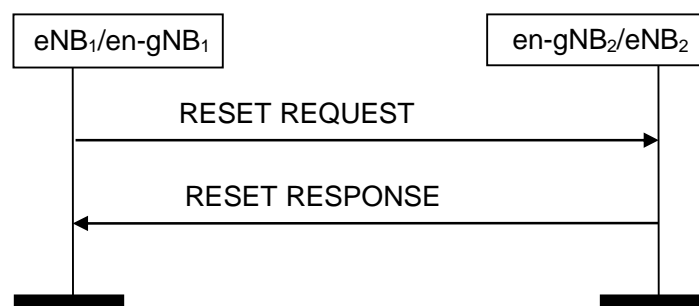 eNB₁/en-gNB₁
en-gNB₂/eNB₂
RESET REQUEST
RESET RESPONSE